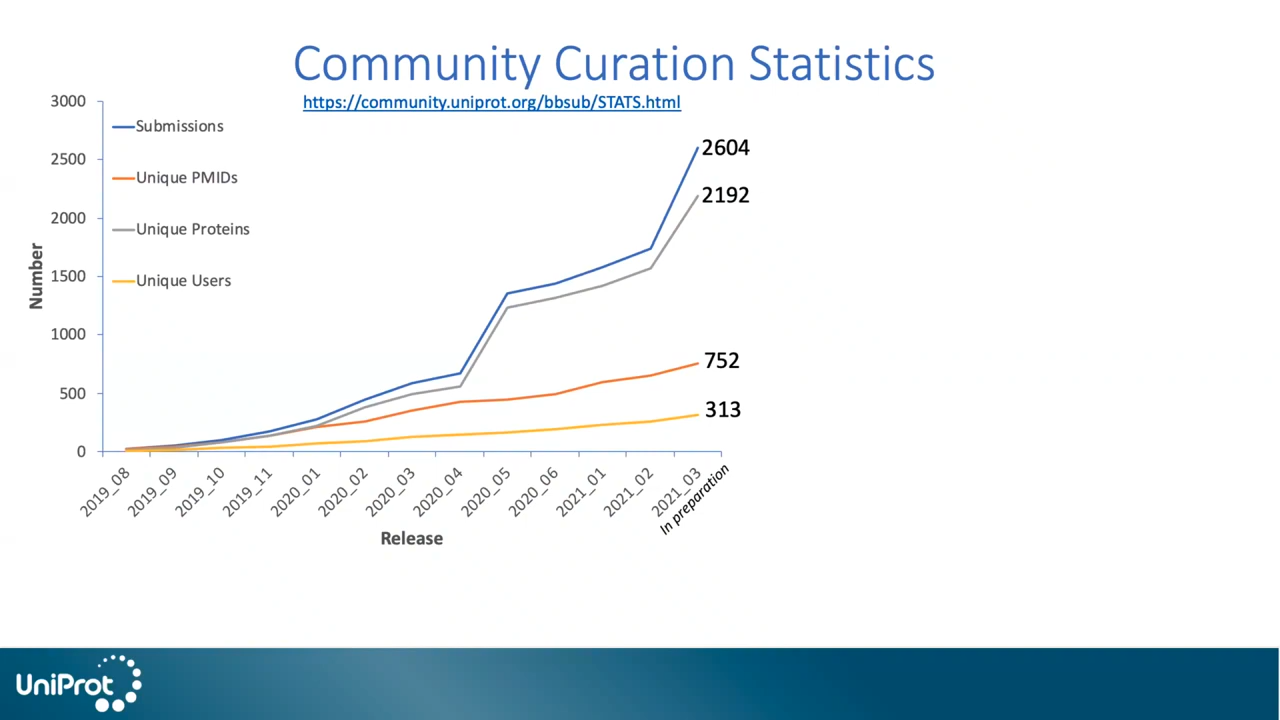 Community Curation Statistics
https://community.uniprot.org/bbsub/STATS.html
3000
2500
2000
1500
1000
500
0
Number
Submissions
Unique PMIDs
Unique Proteins
Unique Users
2604
2192
752
313
2019_08
2019_09
2019_10
2019_11
2020_01
2020_02
2020_03
2020_04
2020_05
2020_06
2021_01
2021_02
2021_03
In preparation
Release
UniProt